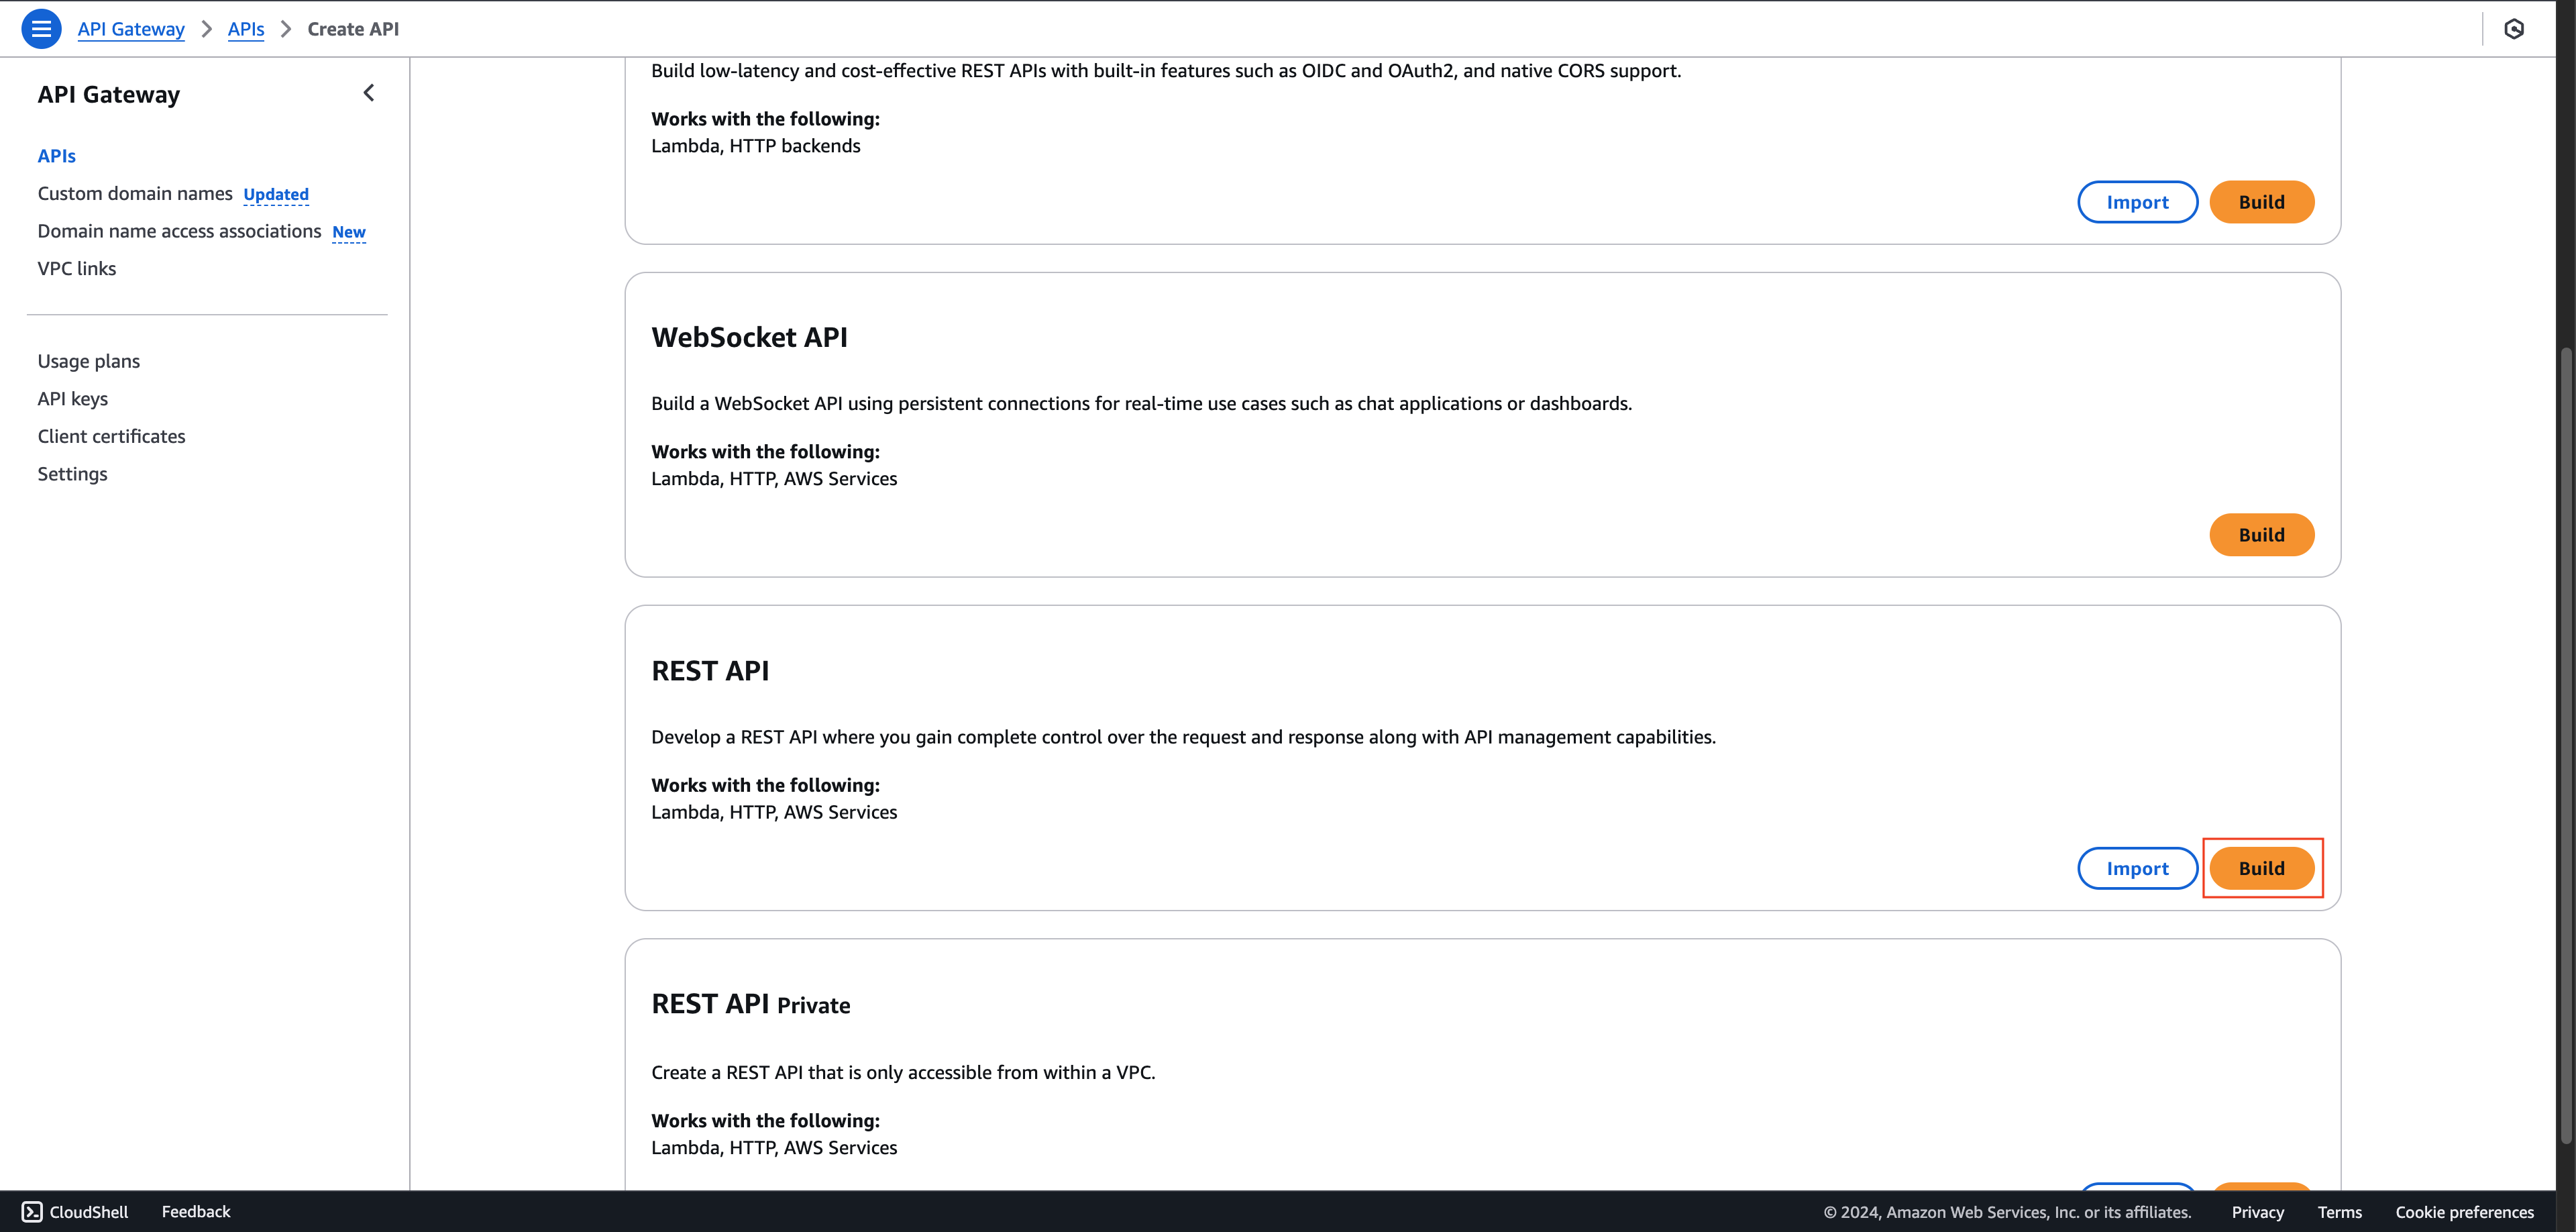 API Gateway > APIs > Create API
API Gateway
APIs
Custom domain names Updated
Domain name access associations New
VPC links
Usage plans
API keys
Client certificates
Settings
Build low-latency and cost-effective REST APIs with built-in features such as OIDC and OAuth2, and native CORS support.
Works with the following:
Lambda, HTTP backends
Import Build
WebSocket API
Build a WebSocket API using persistent connections for real-time use cases such as chat applications or dashboards.
Works with the following:
Lambda, HTTP, AWS Services
Build
REST API
Develop a REST API where you gain complete control over the request and response along with API management capabilities.
Works with the following:
Lambda, HTTP, AWS Services
Import Build
REST API Private
Create a REST API that is only accessible from within a VPC.
Works with the following:
Lambda, HTTP, AWS Services
CloudShell Feedback © 2024, Amazon Web Services, Inc. or its affiliates. Privacy Terms Cookie preferences